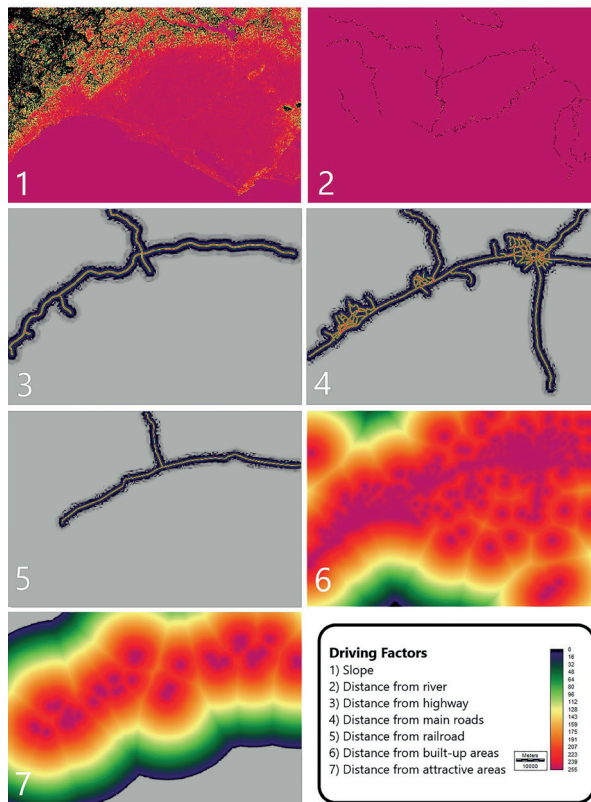 1
2
3
4
5
6
7
Driving Factors
1) Slope
2) Distance from river
3) Distance from highway
4) Distance from main roads
5) Distance from railroad
6) Distance from built-up areas
7) Distance from attractive areas
Meters
10000
0
16
32
48
64
80
96
112
128
143
159
175
191
207
223
239
255